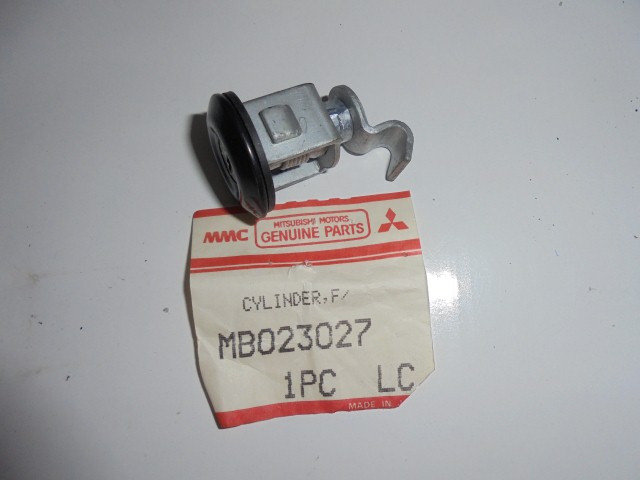 MMC
MITSUBISHI MOTORS
GENUINE PARTS
CYLINDER,F/
MB023027
1PC LC
MADE IN